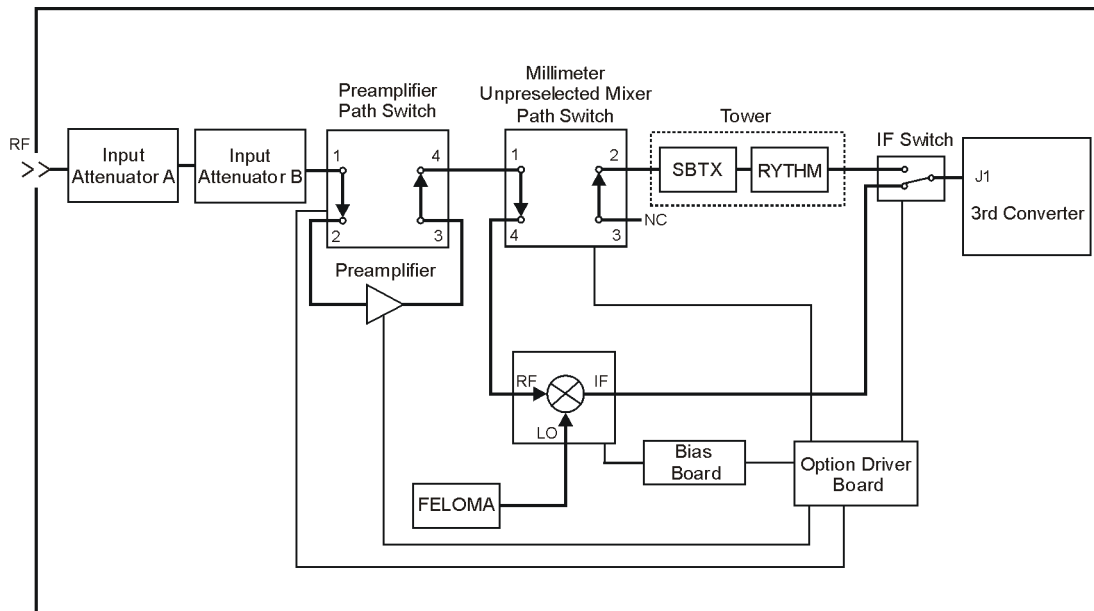 RF
Input
Attenuator A
Input
Attenuator B
Preamplifier
Path Switch
1
4
2
3
Preamplifier
Millimeter
Unpreselected Mixer
Path Switch
1
2
4
3
NC
Tower
SBTX
RYTHM
IF Switch
J1
3rd Converter
RF
IF
LO
FELOMA
Bias
Board
Option Driver
Board